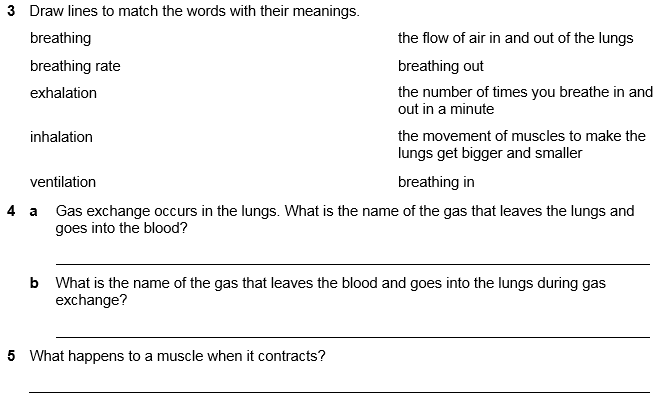 3 Draw lines to match the words with their meanings.
breathing the flow of air in and out of the lungs
breathing rate breathing out
exhalation the number of times you breathe in and
out in a minute
inhalation the movement of muscles to make the
lungs get bigger and smaller
ventilation breathing in
4 a Gas exchange occurs in the lungs. What is the name of the gas that leaves the lungs and
goes into the blood?
b What is the name of the gas that leaves the blood and goes into the lungs during gas
exchange?
5 What happens to a muscle when it contracts?